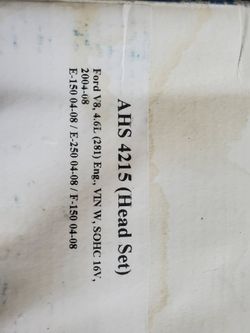 AHS 4215 (Head Set)
Ford V8, 4.6L (281) Eng., VIN W, SOHC 16V,
2004-08
E-150 04-08 / E-250 04-08 / F-150 04-08